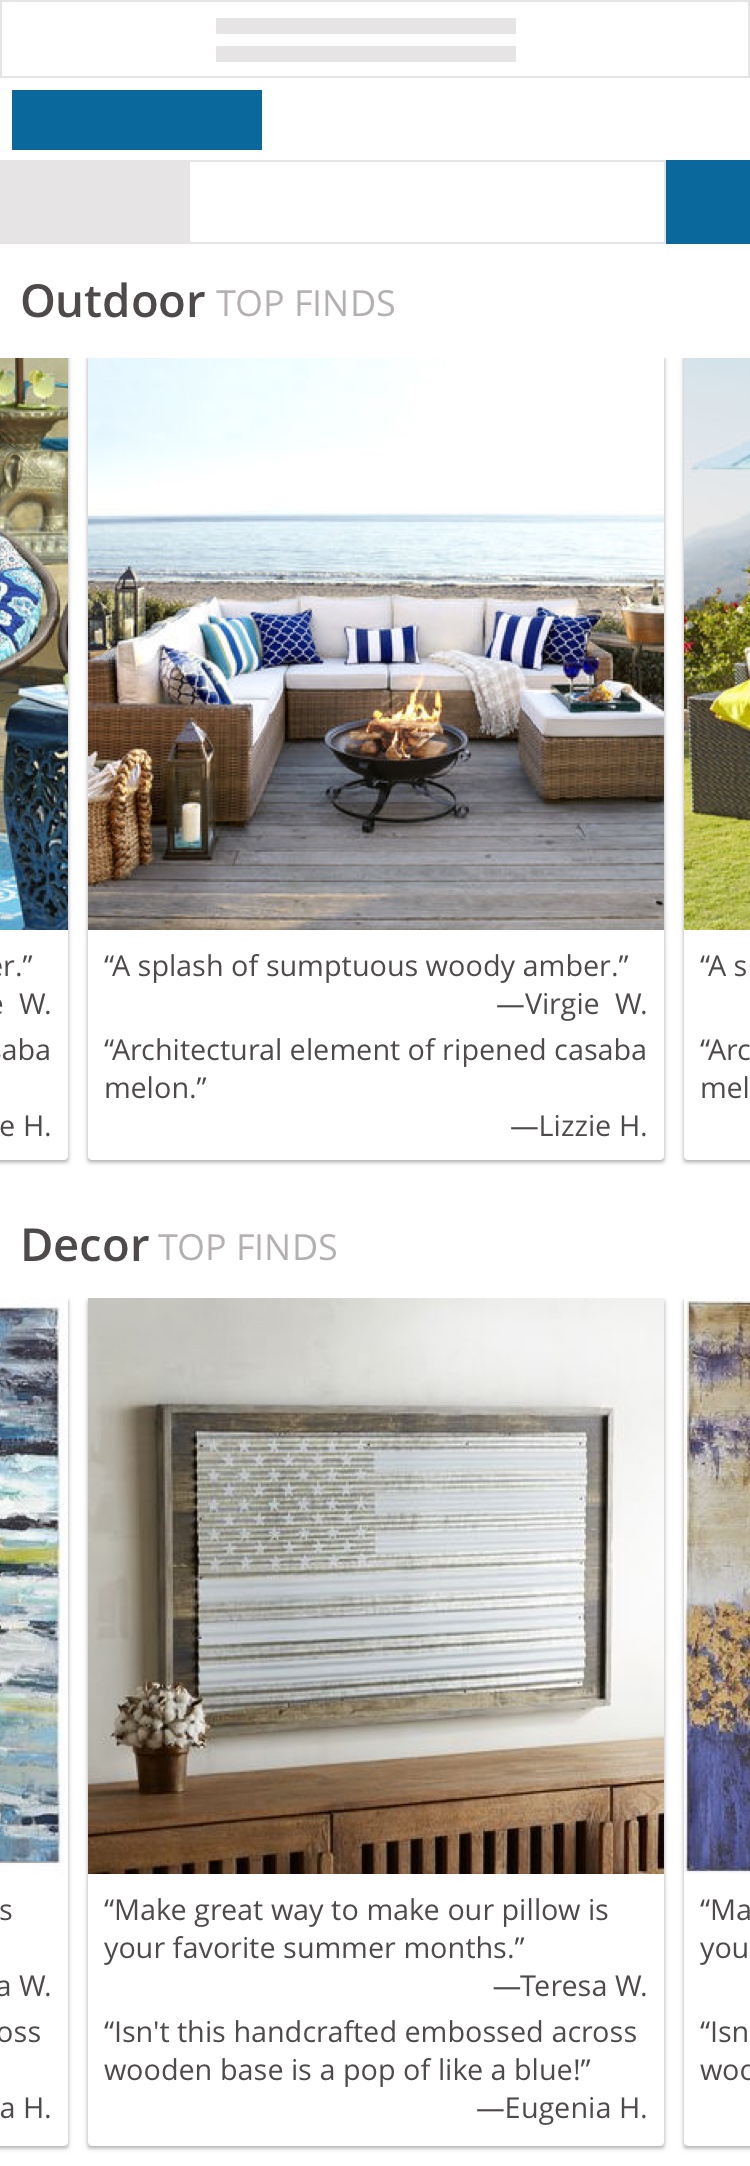 Outdoor TOP FINDS
er.”
“A splash of sumptuous woody amber.”
“A s
e W.
—Virgie  W.
saba
“Architectural element of ripened casaba
“Arc
melon.”
mel
e H.
—Lizzie H.
Decor TOP FINDS
s
“Make great way to make our pillow is
“Ma
your favorite summer months.”
you
a W.
—Teresa W.
oss
“Isn't this handcrafted embossed across
“Isn
wooden base is a pop of like a blue!”
woo
a H.
—Eugenia H.